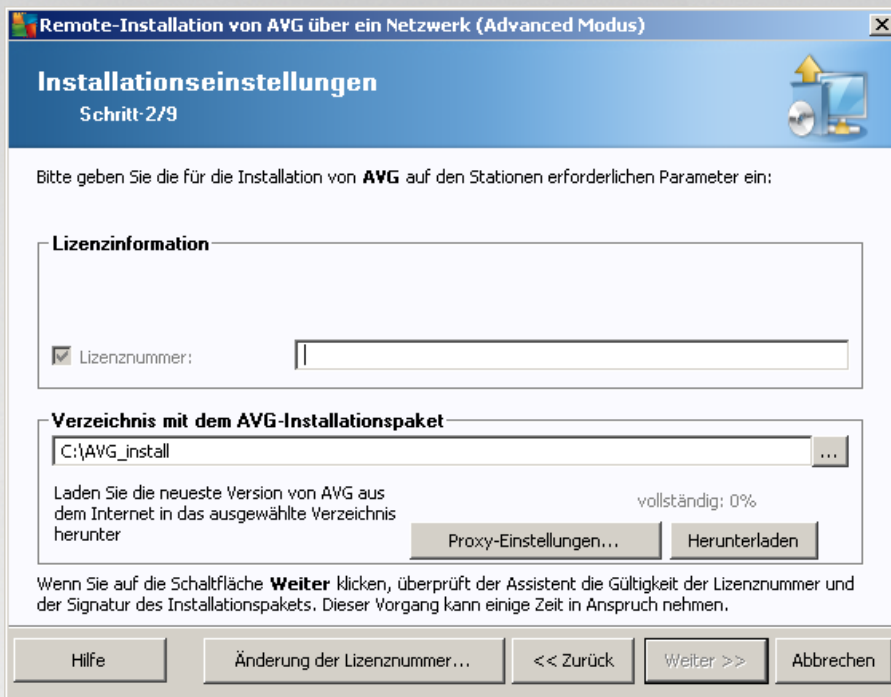 Remote-Installation von AVG über ein Netzwerk (Advanced Modus)
Installationseinstellungen
Schritt-2/9
Bitte geben Sie die für die Installation von AVG auf den Stationen erforderlichen Parameter ein:
Lizenzinformation
Lizenznummer:
Verzeichnis mit dem AVG-Installationspaket
C:\AVG_install
...
Laden Sie die neueste Version von AVG aus
dem Internet in das ausgewählte Verzeichnis
herunter
vollständig: 0%
Proxy-Einstellungen...
Herunterladen
Wenn Sie auf die Schaltfläche Weiter klicken, überprüft der Assistent die Gültigkeit der Lizenznummer und
der Signatur des Installationspakets. Dieser Vorgang kann einige Zeit in Anspruch nehmen.
Hilfe
Änderung der Lizenznummer...
<< Zurück
Weiter >>
Abbrechen